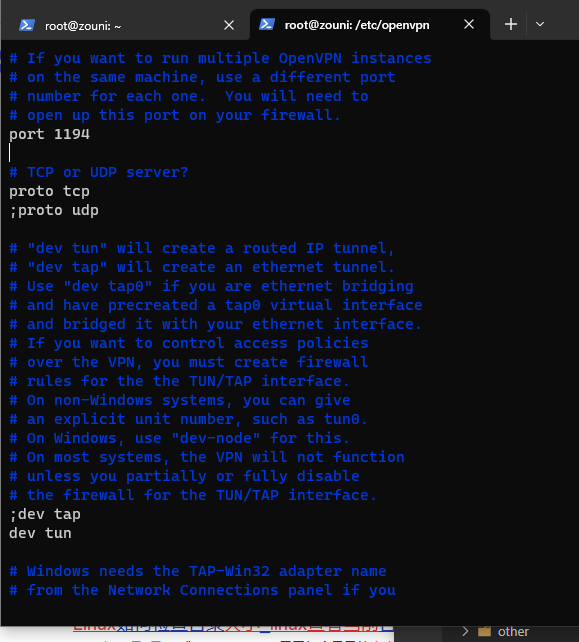 root@zouni: ~
root@zouni: /etc/openvpn
# If you want to run multiple OpenVPN instances
# on the same machine, use a different port
# number for each one.  You will need to
# open up this port on your firewall.
port 1194
# TCP or UDP server?
proto tcp
;proto udp
# "dev tun" will create a routed IP tunnel,
# "dev tap" will create an ethernet tunnel.
# Use "dev tap0" if you are ethernet bridging
# and have precreated a tap0 virtual interface
# and bridged it with your ethernet interface.
# If you want to control access policies
# over the VPN, you must create firewall
# rules for the the TUN/TAP interface.
# On non-Windows systems, you can give
# an explicit unit number, such as tun0.
# On Windows, use "dev-node" for this.
# On most systems, the VPN will not function
# unless you partially or fully disable
# the firewall for the TUN/TAP interface.
;dev tap
dev tun
# Windows needs the TAP-Win32 adapter name
# from the Network Connections panel if you
other